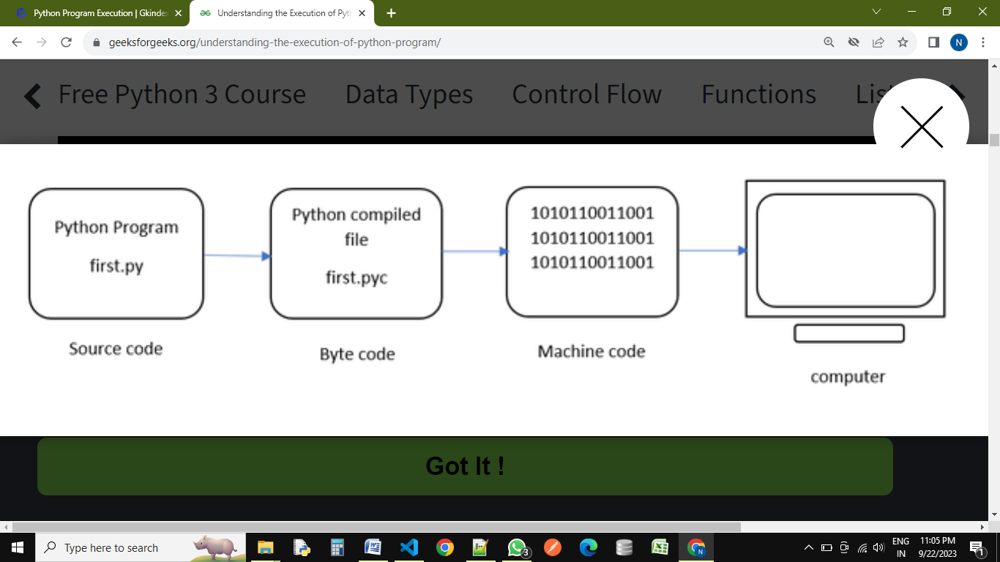 Python Program Execution | Gkinde
Understanding the Execution of Pyt
geeksforgeeks.org/understanding-the-execution-of-python-program/
N
Free Python 3 Course Data Types Control Flow Functions Lis
Python Program
first.py
Source code
Python compiled
file
first.pyc
Byte code
1010110011001
1010110011001
1010110011001
Machine code
computer
Got It !
Type here to search
3
N
ENG
IN
11:05 PM
9/22/2023
1